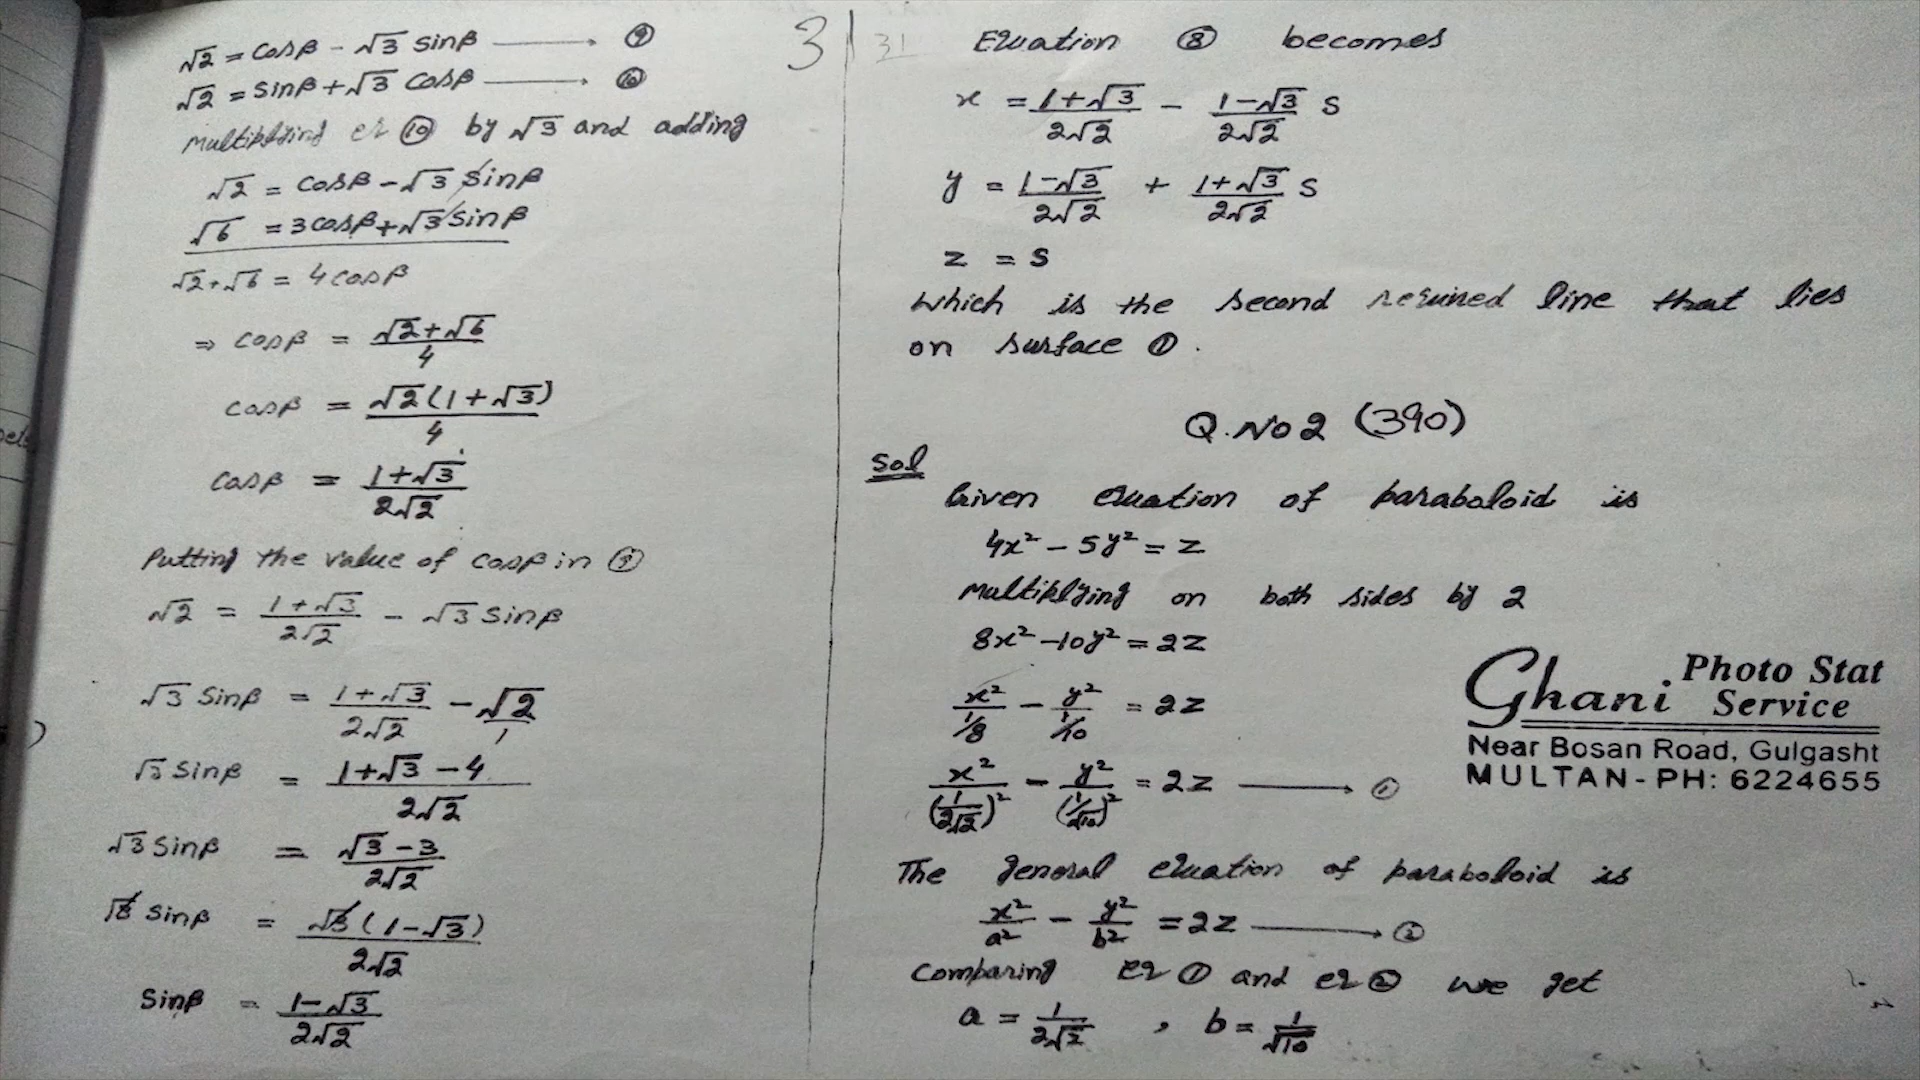 √2 = cosβ - √3 sinβ ⟶ ⑨
√2 = sinβ + √3 cosβ ⟶ ⑩
Multiplying eq ⑩ by √3 and adding
√2 = cosβ - √3 sinβ
√6 = 3cosβ + √3 sinβ
√2 + √6 = 4 cosβ
⇒ cosβ = (√2 + √6)/4
cosβ = √2(1+√3)/4
cosβ = (1+√3)/2√2
Putting the value of cosβ in ⑨
√2 = (1+√3)/2√2 - √3 sinβ
√3 sinβ = (1+√3)/2√2 - √2/1
√3 sinβ = (1+√3-4)/2√2
√3 sinβ = (√3-3)/2√2
√3 sinβ = √3(1-√3)/2√2
sinβ = (1-√3)/2√2
3
31
Equation ⑧ becomes
x = (1+√3)/2√2 - (1-√3)/2√2 s
y = (1-√3)/2√2 + (1+√3)/2√2 s
z = s
which is the second required line that lies
on surface ①.
Q.No 2 (390)
Sol
Given equation of paraboloid is
4x² - 5y² = z
Multiplying on both sides by 2
8x² - 10y² = 2z
x²/(1/8) - y²/(1/10) = 2z
x²/(1/2√2)² - y²/(1/√10)² = 2z ⟶ ①
The general equation of paraboloid is
x²/a² - y²/b² = 2z ⟶ ②
Comparing eq ① and eq ② we get
a = 1/2√2 , b = 1/√10
Ghani Photo Stat
Service
Near Bosan Road, Gulgasht
MULTAN - PH: 6224655